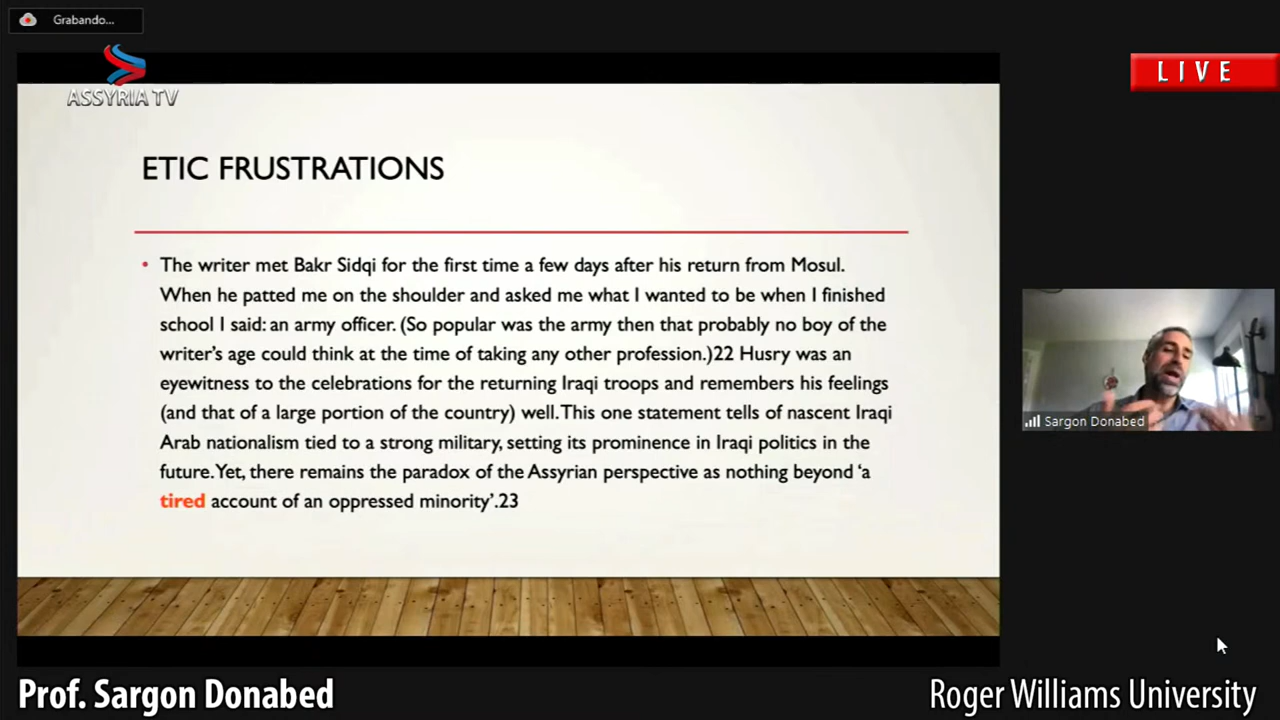 Grabando...
ASSYRIA TV
LIVE
ETIC FRUSTRATIONS
• The writer met Bakr Sidqi for the first time a few days after his return from Mosul.
When he patted me on the shoulder and asked me what I wanted to be when I finished
school I said: an army officer. (So popular was the army then that probably no boy of the
writer's age could think at the time of taking any other profession.)22 Husry was an
eyewitness to the celebrations for the returning Iraqi troops and remembers his feelings
(and that of a large portion of the country) well. This one statement tells of nascent Iraqi
Arab nationalism tied to a strong military, setting its prominence in Iraqi politics in the
future. Yet, there remains the paradox of the Assyrian perspective as nothing beyond 'a
tired account of an oppressed minority'.23
Sargon Donabed
Prof. Sargon Donabed
Roger Williams University